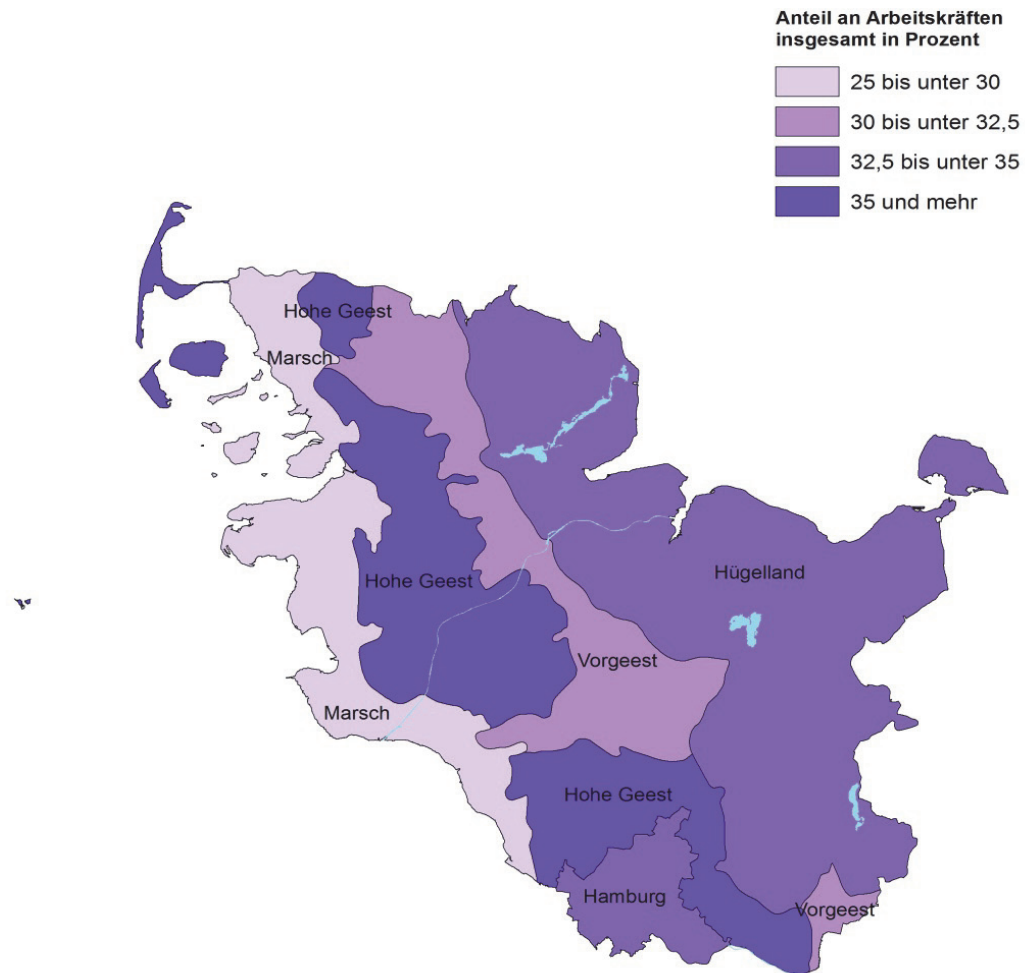 Anteil an Arbeitskräften
insgesamt in Prozent
25 bis unter 30
30 bis unter 32,5
32,5 bis unter 35
35 und mehr
Hohe Geest
Marsch
Hohe Geest
Hügelland
Vorgeest
Marsch
Hohe Geest
Hamburg
Vorgeest